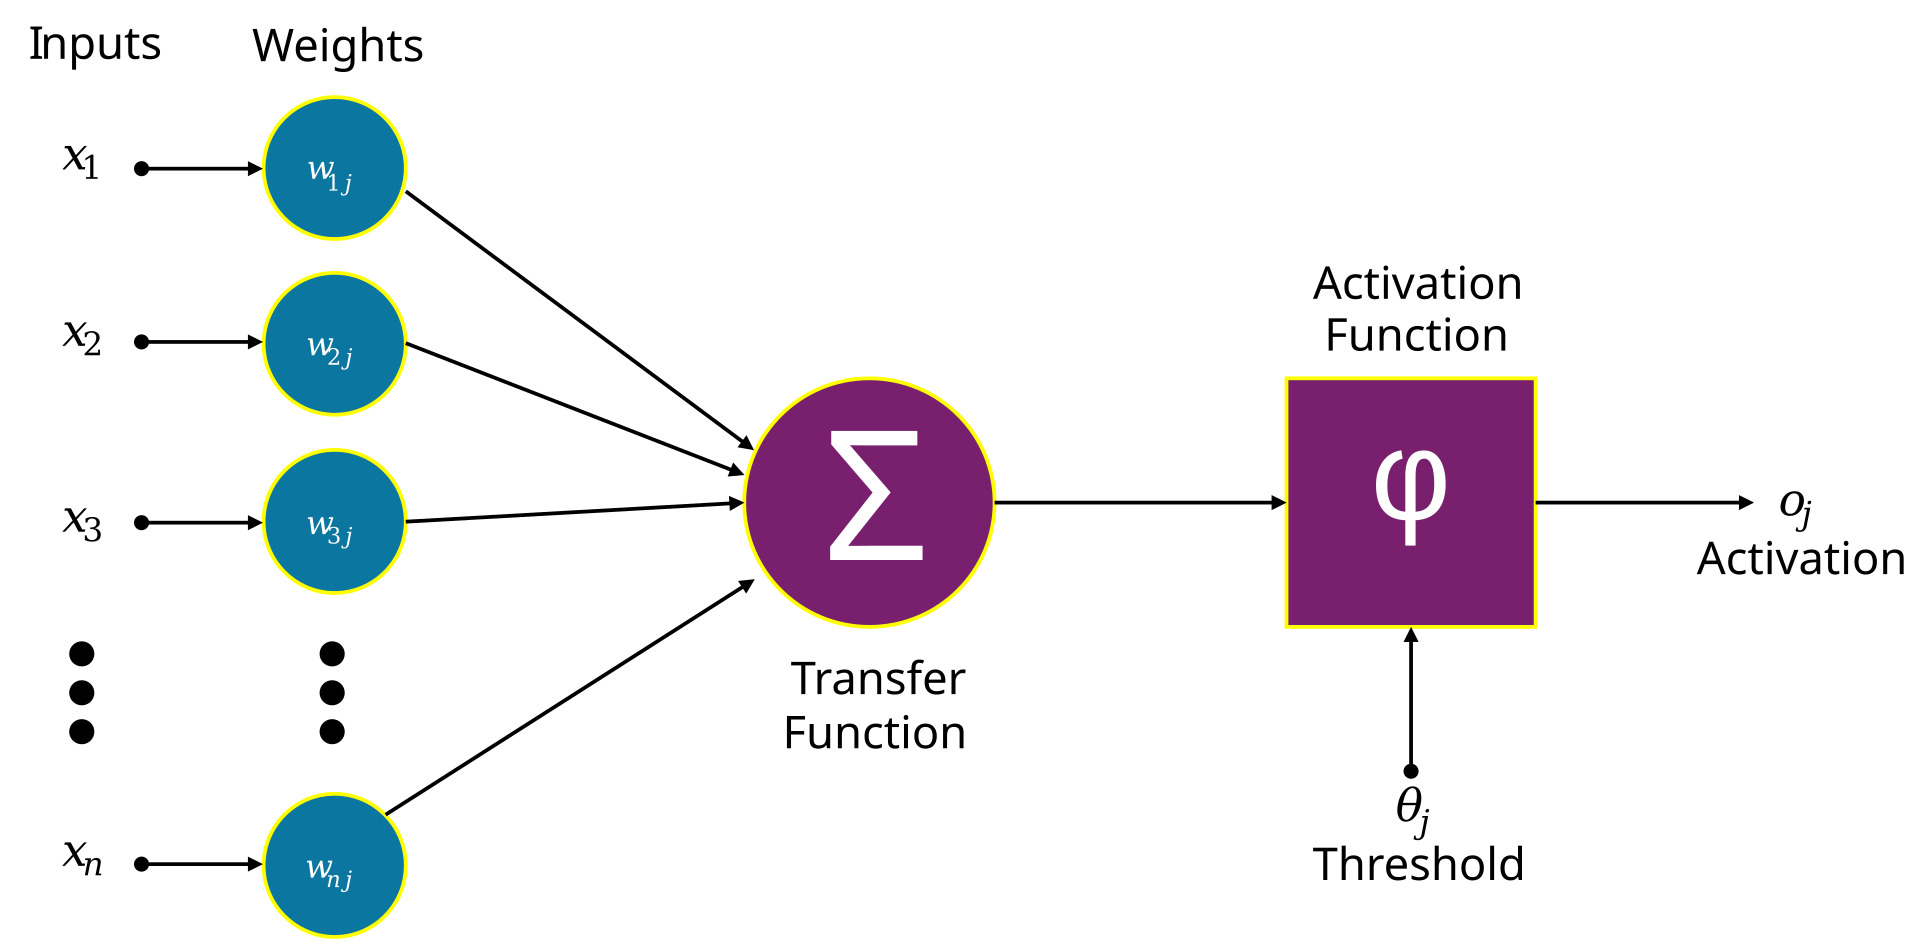 Inputs
Weights
x1
w1j
x2
w2j
x3
w3j
xn
wnj
Σ
Transfer
Function
Activation
Function
φ
θj
Threshold
oj
Activation